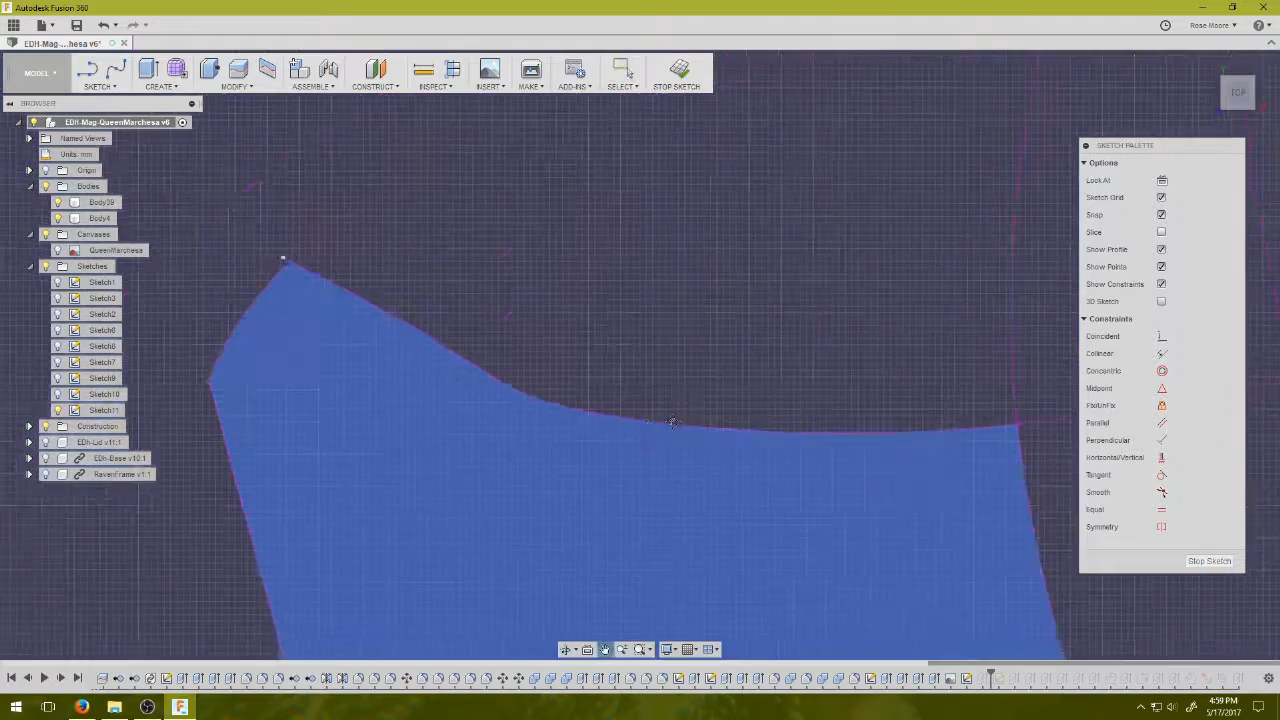 Autodesk Fusion 360
Rose Moore
EDH-Mag-...hesa v6*
MODEL
SKETCH
CREATE
MODIFY
ASSEMBLE
CONSTRUCT
INSPECT
INSERT
MAKE
ADD-INS
SELECT
STOP SKETCH
TOP
BROWSER
EDH-Mag-QueenMarchesa v6
Named Views
Units: mm
Origin
Bodies
Body39
Body4
Canvases
QueenMarchesa
Sketches
Sketch1
Sketch3
Sketch2
Sketch6
Sketch8
Sketch7
Sketch9
Sketch10
Sketch11
Construction
EDh-Lid v11:1
EDh-Base v10:1
RavenFrame v1:1
SKETCH PALETTE
Options
Look At
Sketch Grid
Snap
Slice
Show Profile
Show Points
Show Constraints
3D Sketch
Constraints
Coincident
Collinear
Concentric
Midpoint
Fix/UnFix
Parallel
Perpendicular
Horizontal/Vertical
Tangent
Smooth
Equal
Symmetry
Stop Sketch
4:59 PM
5/17/2017